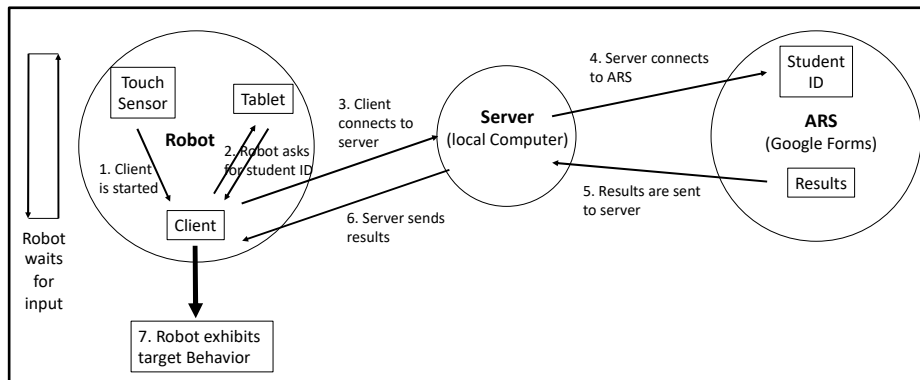 Touch
Sensor
Tablet
Robot
1. Client
is started
2. Robot asks
for student ID
Client
3. Client
connects to
server
Server
(local Computer)
4. Server connects
to ARS
Student
ID
ARS
(Google Forms)
Results
5. Results are sent
to server
6. Server sends
results
Robot
waits
for
input
7. Robot exhibits
target Behavior